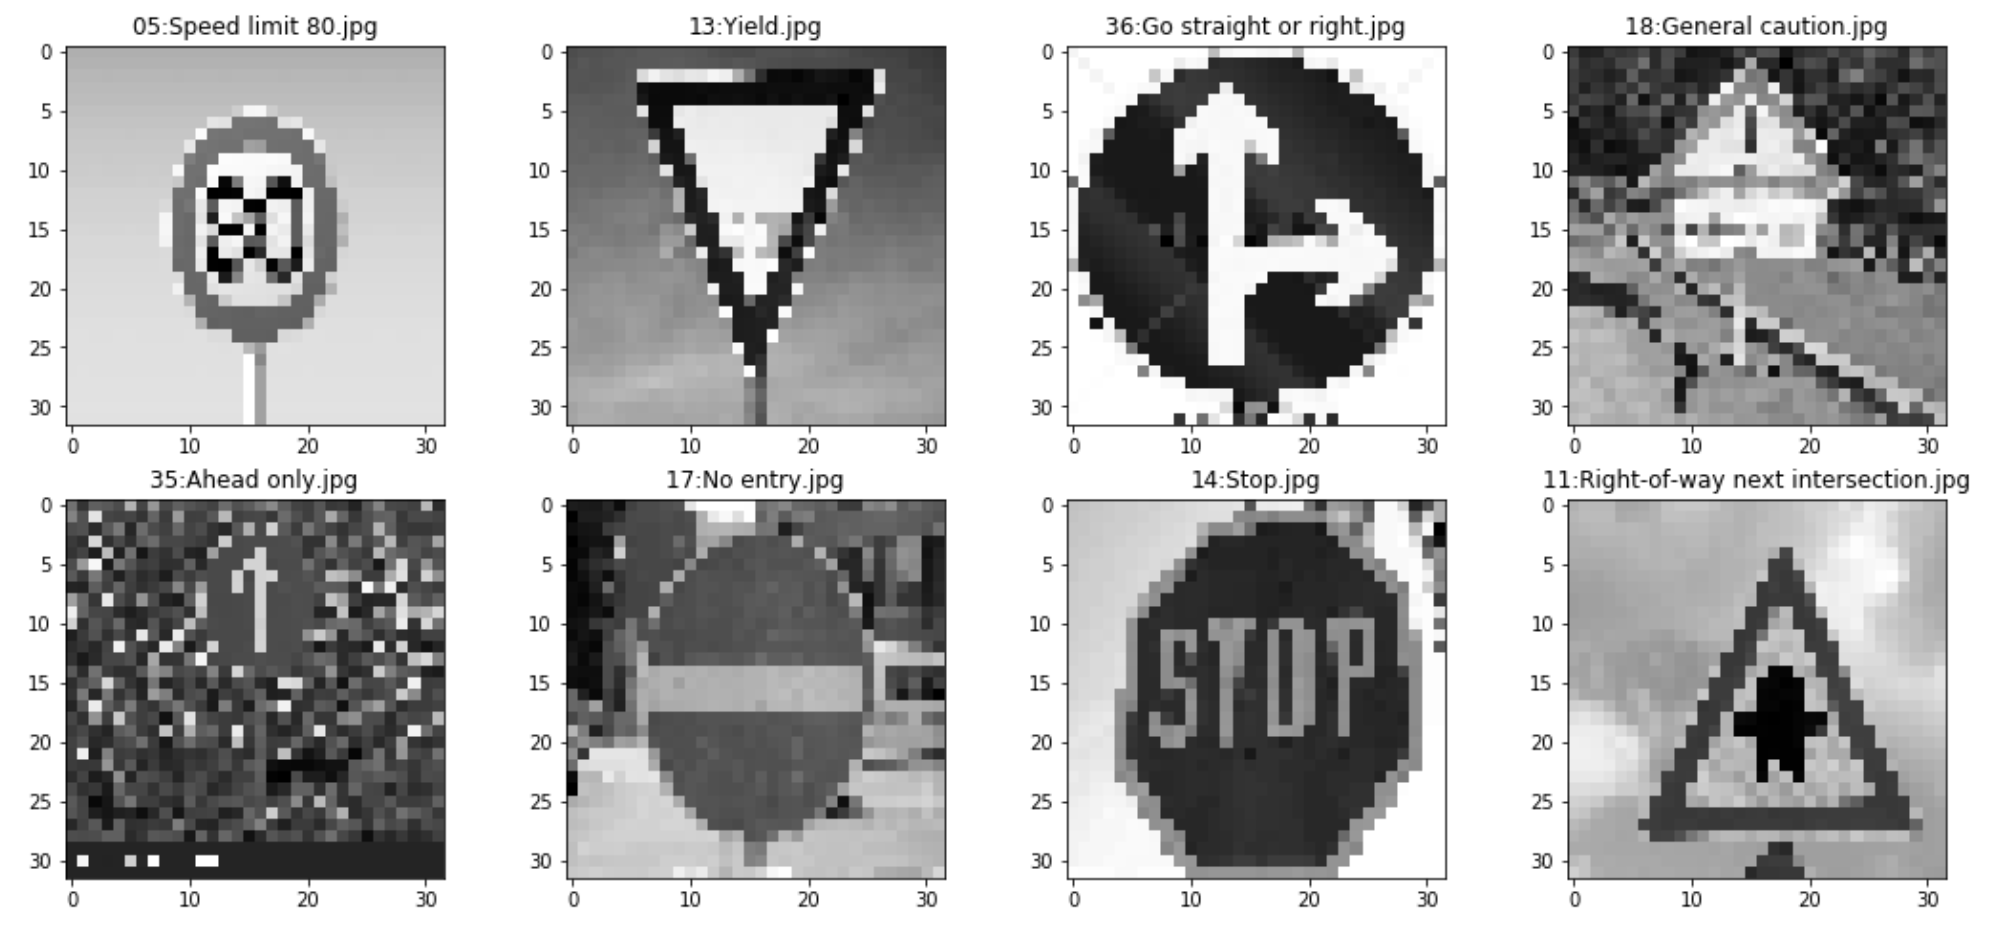 05:Speed limit 80.jpg
13:Yield.jpg
36:Go straight or right.jpg
18:General caution.jpg
0 5 10 15 20 25 30
0 10 20 30
0 5 10 15 20 25 30
0 10 20 30
0 5 10 15 20 25 30
0 10 20 30
0 5 10 15 20 25 30
0 10 20 30
35:Ahead only.jpg
17:No entry.jpg
14:Stop.jpg
11:Right-of-way next intersection.jpg
0 5 10 15 20 25 30
0 10 20 30
0 5 10 15 20 25 30
0 10 20 30
0 5 10 15 20 25 30
STOP
0 10 20 30
0 5 10 15 20 25 30
0 10 20 30